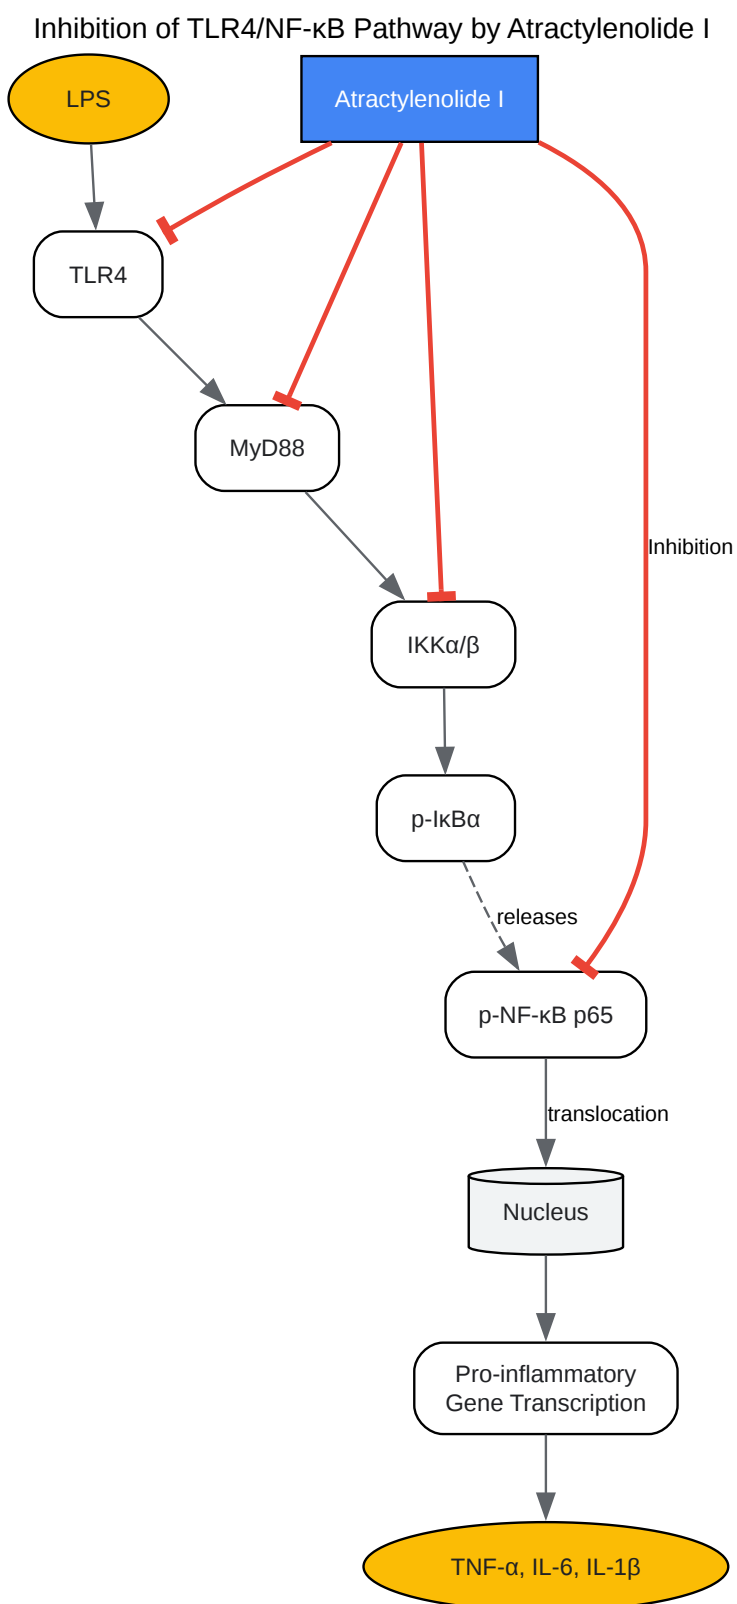 Inhibition of TLR4/NF-κB Pathway by Atractylenolide I
LPS
Atractylenolide I
TLR4
MyD88
Inhibition
IKKα/β
p-IκBα
releases
p-NF-κB p65
translocation
Nucleus
Pro-inflammatory
Gene Transcription
TNF-α, IL-6, IL-1β